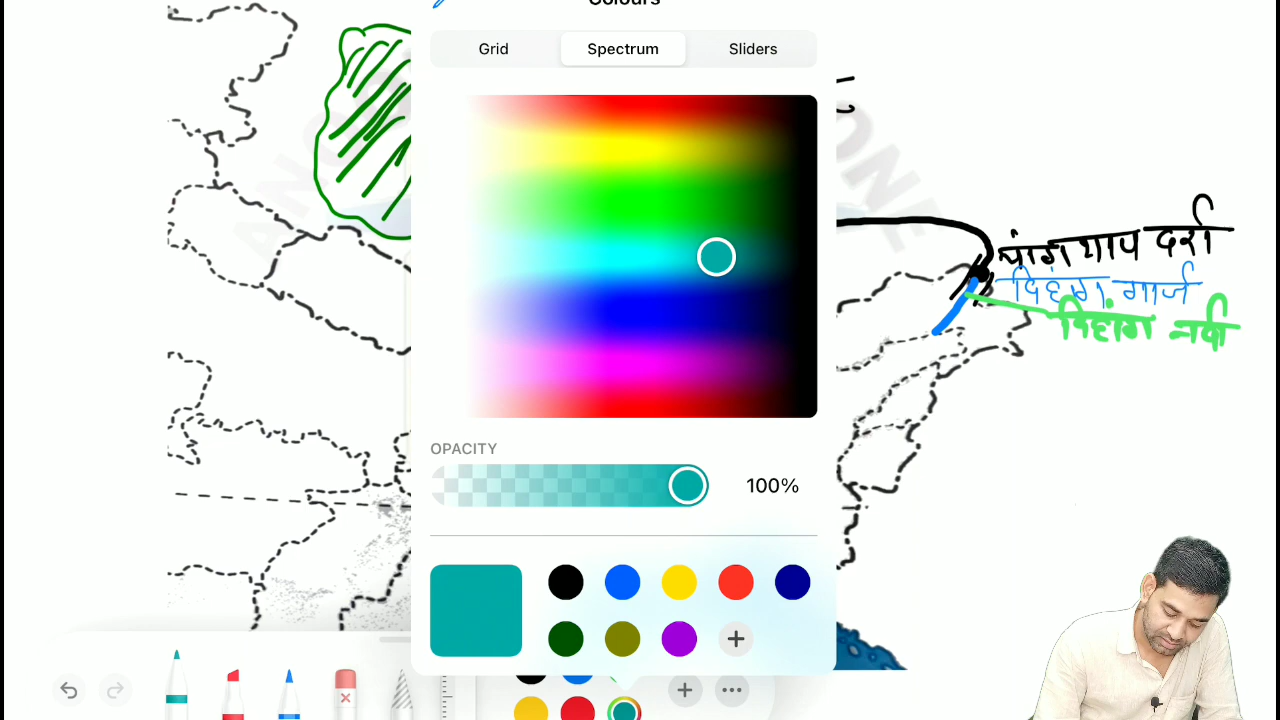 Colours
Grid
Spectrum
Sliders
यांग्याप दर्रा
दिहांग गार्ज
दिहांग नदी
OPACITY
100%